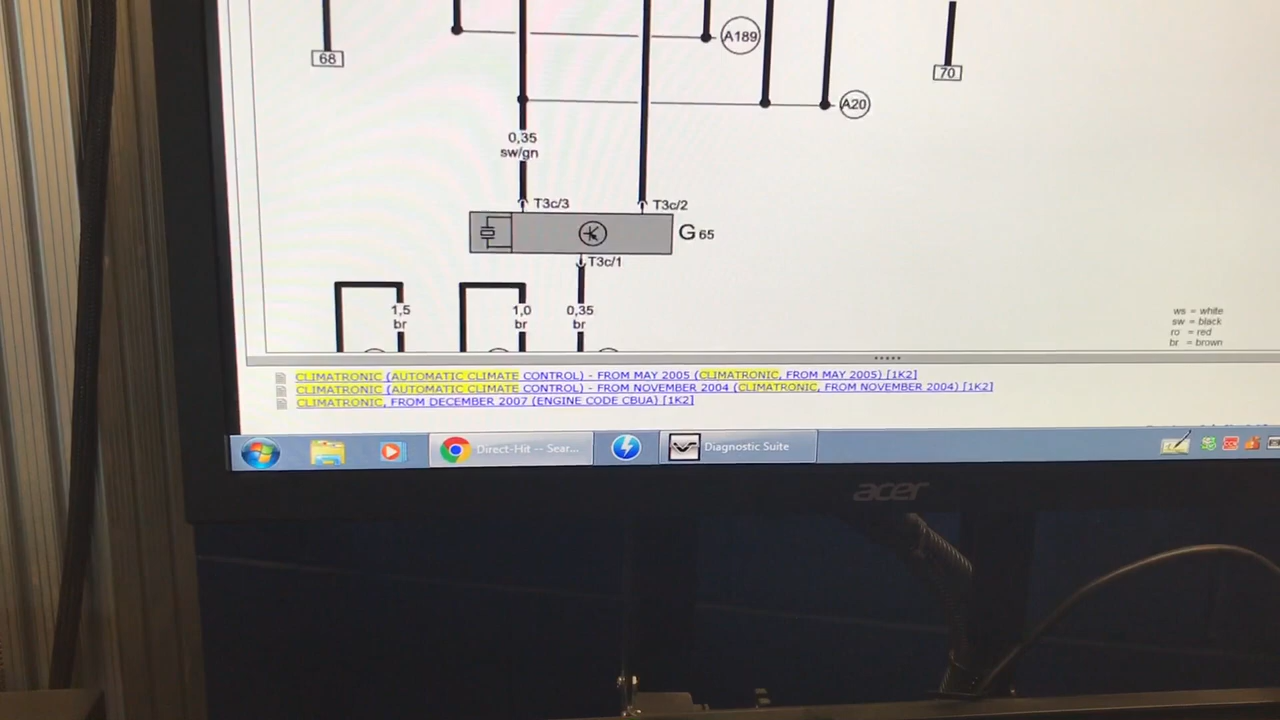 68
A189
70
A20
0,35
sw/gn
T3c/3
T3c/2
G 65
T3c/1
1,5
br
1,0
br
0,35
br
ws = white
sw = black
ro = red
br = brown
CLIMATRONIC (AUTOMATIC CLIMATE CONTROL) - FROM MAY 2005 (CLIMATRONIC, FROM MAY 2005) [1K2]
CLIMATRONIC (AUTOMATIC CLIMATE CONTROL) - FROM NOVEMBER 2004 (CLIMATRONIC, FROM NOVEMBER 2004) [1K2]
CLIMATRONIC, FROM DECEMBER 2007 (ENGINE CODE CBUA) [1K2]
Direct-Hit -- Sear...
Diagnostic Suite
acer